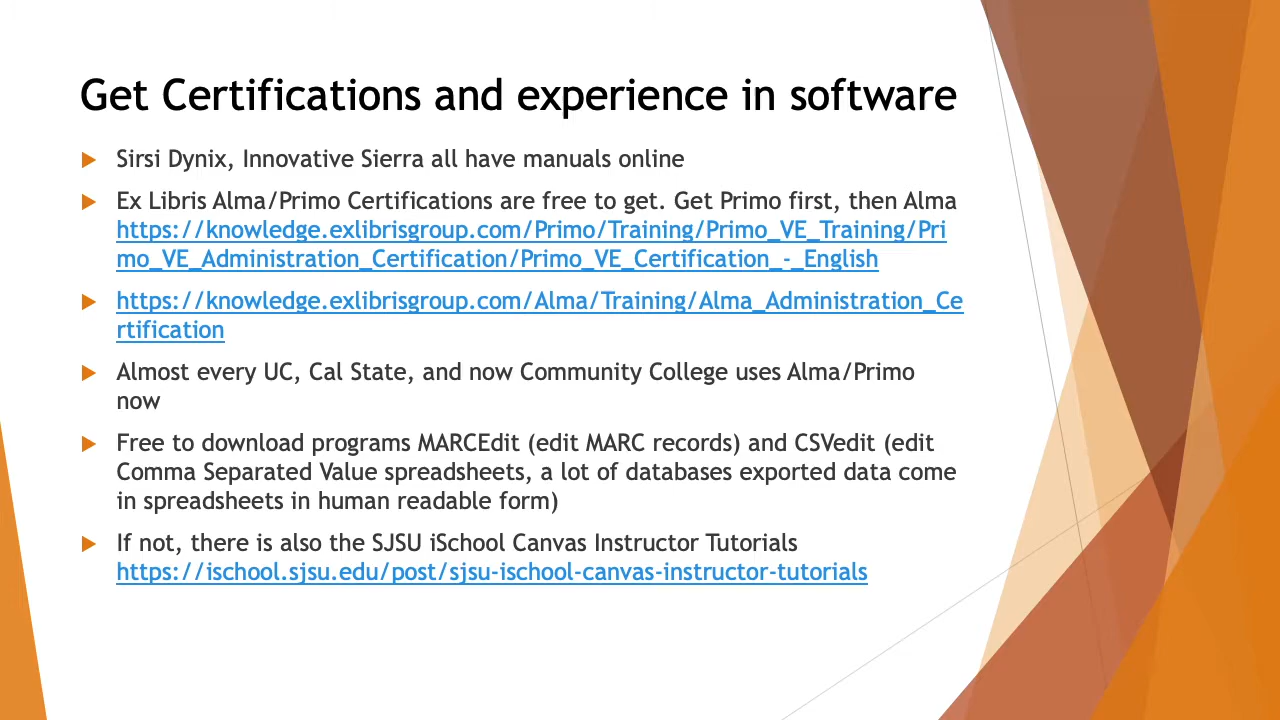 Get Certifications and experience in software
Sirsi Dynix, Innovative Sierra all have manuals online
Ex Libris Alma/Primo Certifications are free to get. Get Primo first, then Alma
https://knowledge.exlibrisgroup.com/Primo/Training/Primo_VE_Training/Pri
mo_VE_Administration_Certification/Primo_VE_Certification_-_English
https://knowledge.exlibrisgroup.com/Alma/Training/Alma_Administration_Ce
rtification
Almost every UC, Cal State, and now Community College uses Alma/Primo
now
Free to download programs MARCEdit (edit MARC records) and CSVedit (edit
Comma Separated Value spreadsheets, a lot of databases exported data come
in spreadsheets in human readable form)
If not, there is also the SJSU iSchool Canvas Instructor Tutorials
https://ischool.sjsu.edu/post/sjsu-ischool-canvas-instructor-tutorials